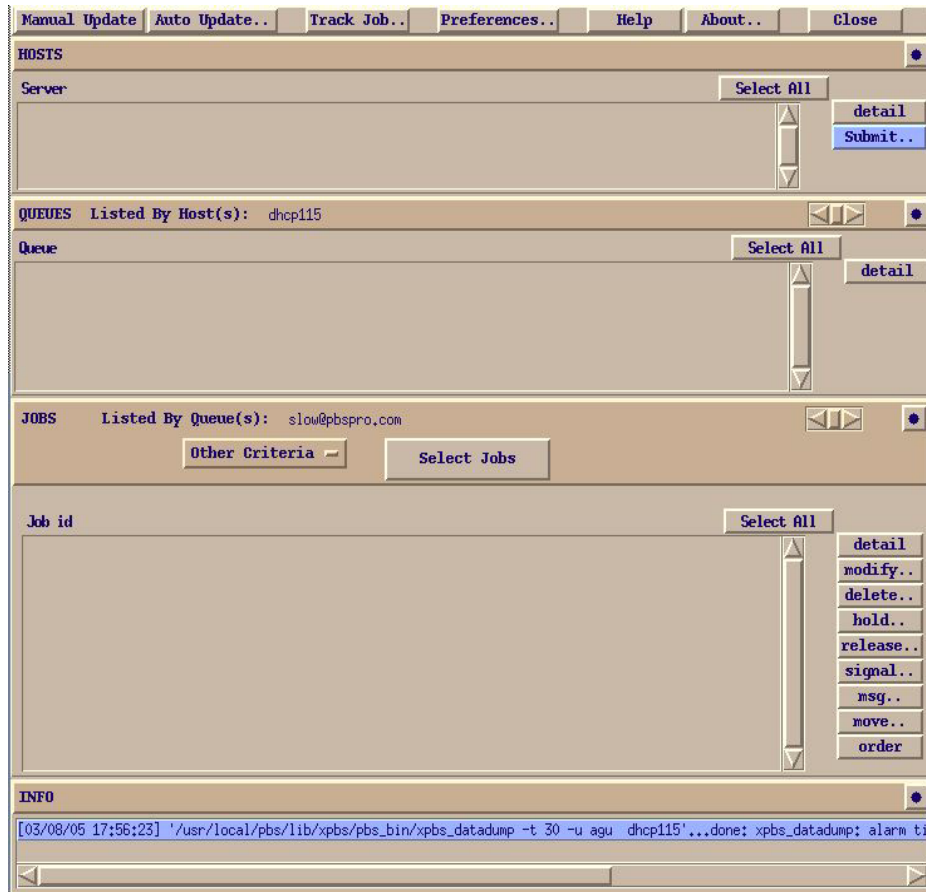 Manual Update Auto Update.. Track Job.. Preferences.. Help About.. Close
HOSTS
Server Select All
detail
Submit..
QUEUES Listed By Host(s): dhcp115
Queue Select All
detail
JOBS Listed By Queue(s): slow@pbspro.com
Other Criteria Select Jobs
Job id Select All
detail
modify..
delete..
hold..
release..
signal..
msg..
move..
order
INFO
[03/08/05 17:56:23] '/usr/local/pbs/lib/xpbs/pbs_bin/xpbs_datadump -t 30 -u agu dhcp115'...done: xpbs_datadump: alarm ti